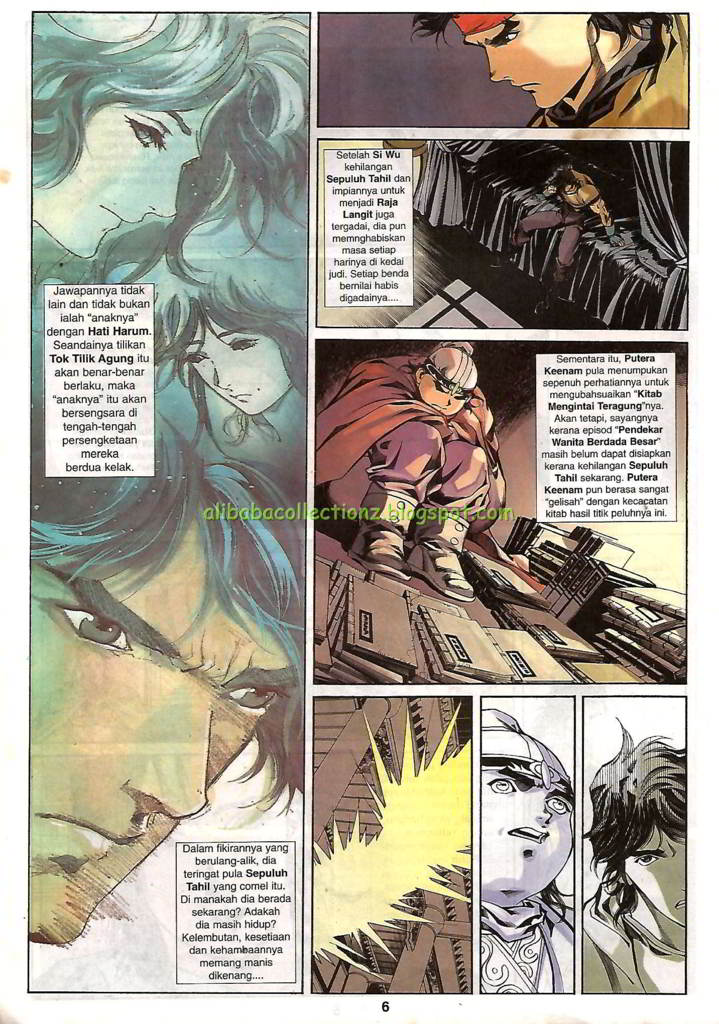 Jawapannya tidak
lain dan tidak bukan
ialah "anaknya"
dengan Hati Harum.
Seandainya tilikan
Tok Tilik Agung itu
akan benar-benar
berlaku, maka
"anaknya" itu akan
bersengsara di
tengah-tengah
persengketaan
mereka
berdua kelak.
Dalam fikirannya yang
berulang-alik, dia
teringat pula Sepuluh
Tahil yang comel itu.
Di manakah dia berada
sekarang? Adakah
dia masih hidup?
Kelembutan, kesetiaan
dan kehambaannya
memang manis
dikenang....
Setelah Si Wu
kehilangan
Sepuluh Tahil dan
impiannya untuk
menjadi Raja
Langit juga
tergadai, dia pun
memnghabiskan
masa setiap
harinya di kedai
judi. Setiap benda
bernilai habis
digadainya....
Sementara itu, Putera
Keenam pula menumpukan
sepenuh perhatiannya untuk
mengubahsuaikan "Kitab
Mengintai Teragung"nya.
Akan tetapi, sayangnya
kerana episod "Pendekar
Wanita Berdada Besar"
masih belum dapat disiapkan
kerana kehilangan Sepuluh
Tahil sekarang. Putera
Keenam pun berasa sangat
"gelisah" dengan kecapatan
kitab hasil titik peluhnya ini.
alibabacollectionz.blogspot.com
6